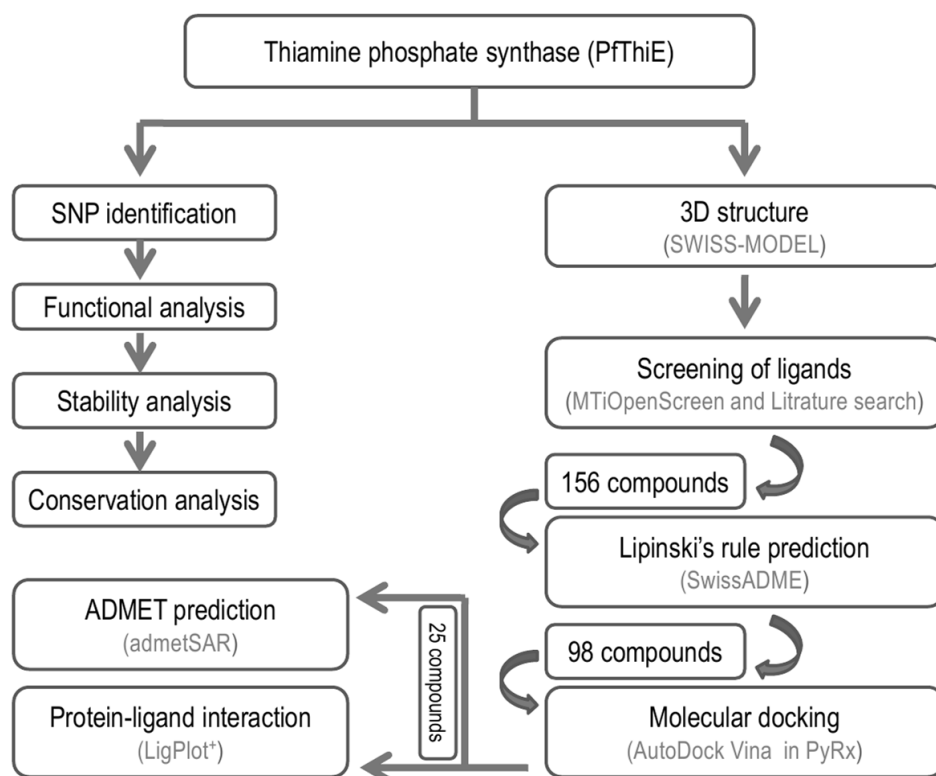 Thiamine phosphate synthase (PfThiE)
SNP identification
Functional analysis
Stability analysis
Conservation analysis
3D structure
(SWISS-MODEL)
Screening of ligands
(MTiOpenScreen and Litrature search)
156 compounds
Lipinski's rule prediction
(SwissADME)
98 compounds
Molecular docking
(AutoDock Vina in PyRx)
25 compounds
ADMET prediction
(admetSAR)
Protein-ligand interaction
(LigPlot⁺)